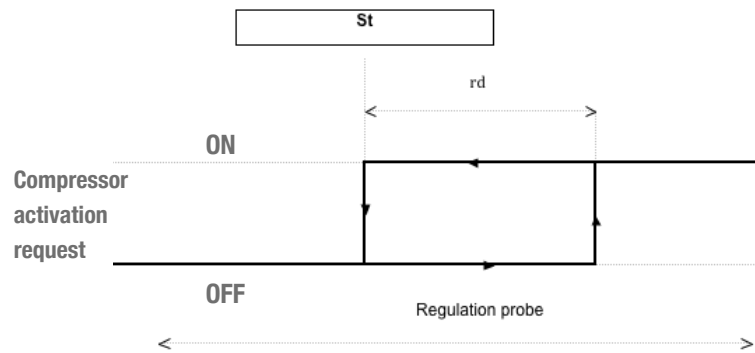 St
rd
ON
Compressor
activation
request
OFF
Regulation probe